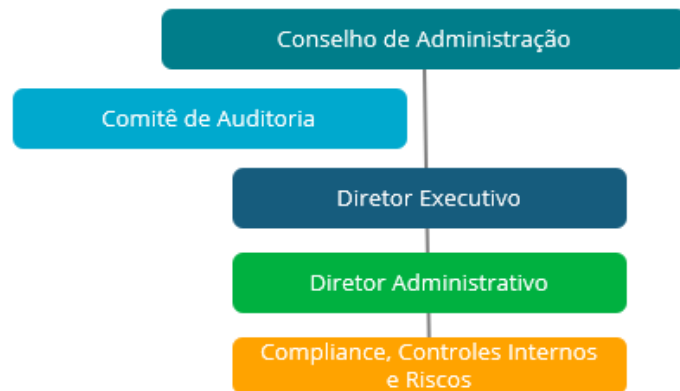 Conselho de Administração
Comitê de Auditoria
Diretor Executivo
Diretor Administrativo
Compliance, Controles Internos
e Riscos